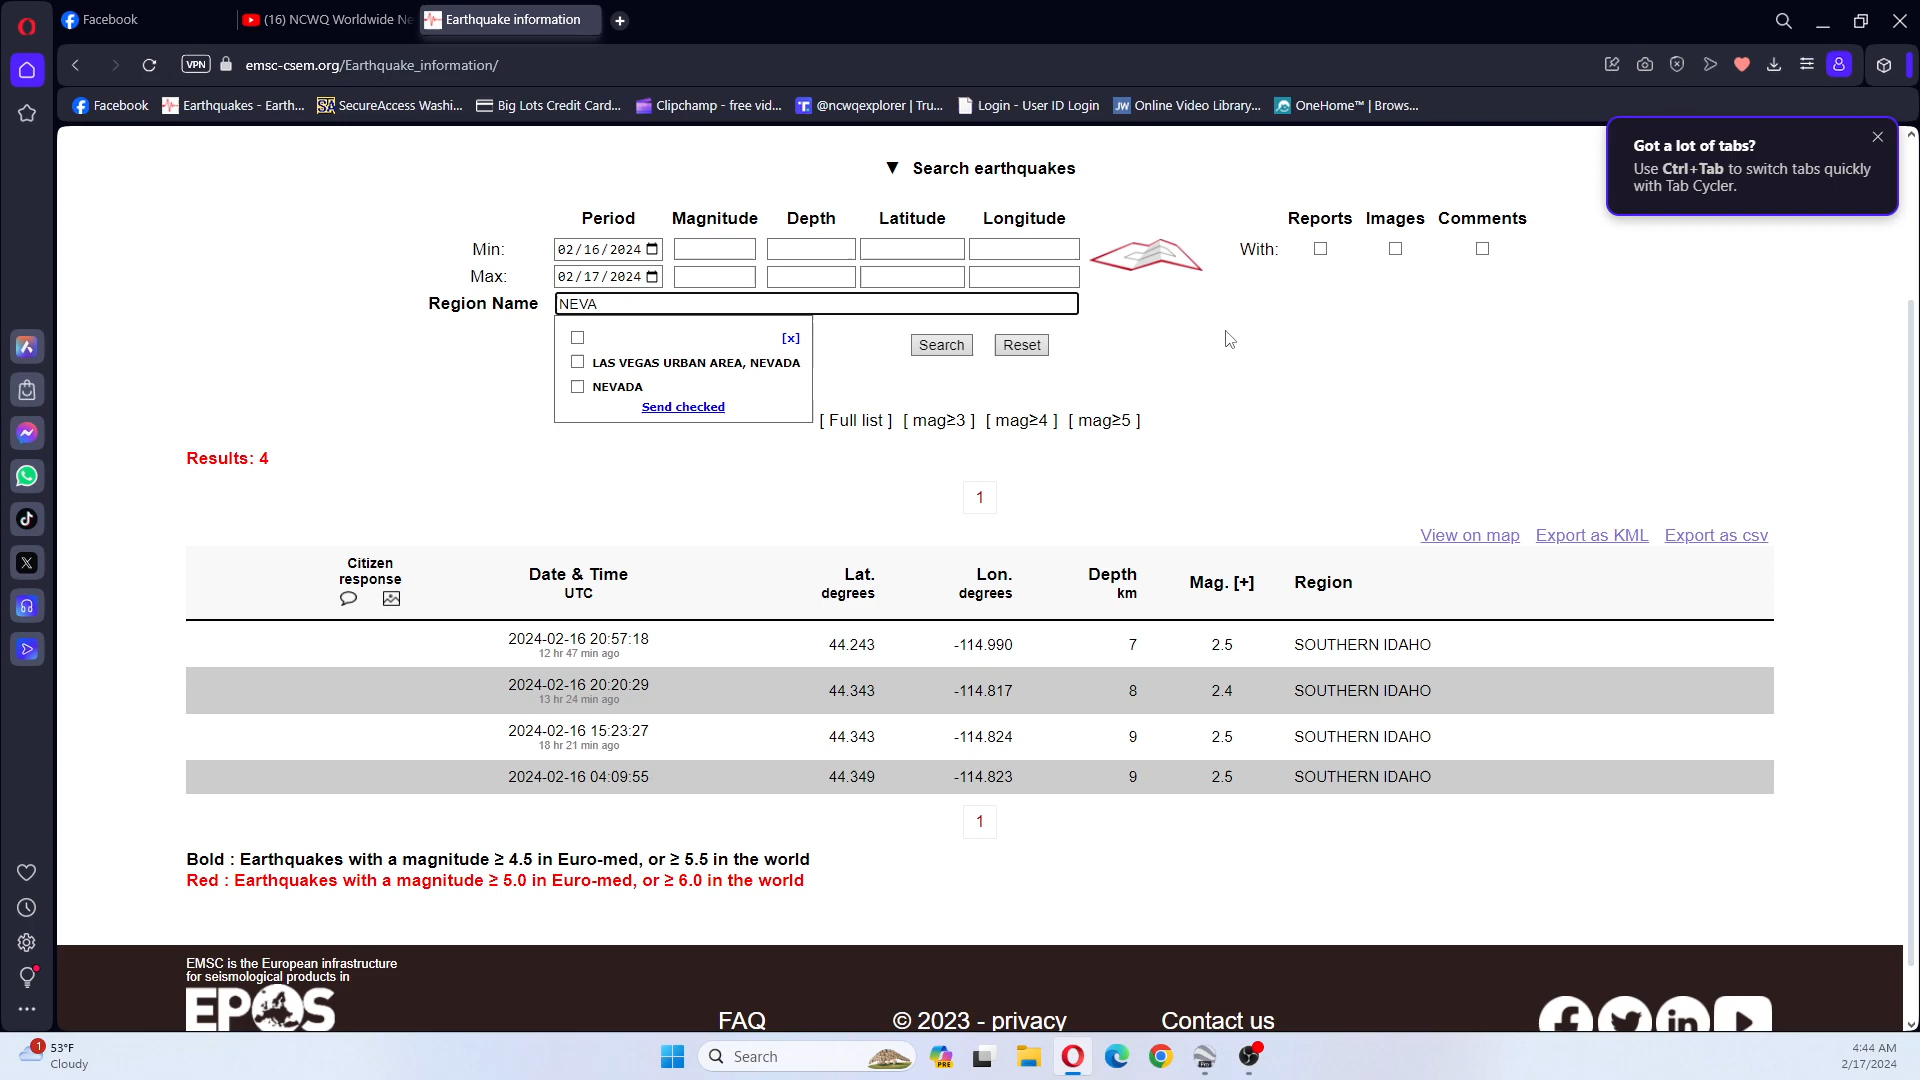 Facebook
(16) NCWQ Worldwide Ne
Earthquake information
VPN
emsc-csem.org/Earthquake_information/
Facebook
Earthquakes - Earth...
SecureAccess Washi...
Big Lots Credit Card...
Clipchamp - free vid...
@ncwqexplorer | Tru...
Login - User ID Login
JW Online Video Library...
OneHome™ | Brows...
Got a lot of tabs?
Use Ctrl+Tab to switch tabs quickly
with Tab Cycler.
▼ Search earthquakes
Period Magnitude Depth Latitude Longitude
Reports Images Comments
Min: 02/16/2024
With:
Max: 02/17/2024
Region Name NEVA
[x]
LAS VEGAS URBAN AREA, NEVADA
NEVADA
Send checked
Search Reset
[ Full list ] [ mag≥3 ] [ mag≥4 ] [ mag≥5 ]
Results: 4
1
View on map Export as KML Export as csv
Citizen
response
Date & Time
UTC
Lat.
degrees
Lon.
degrees
Depth
km
Mag. [+]
Region
2024-02-16 20:57:18 44.243 -114.990 7 2.5 SOUTHERN IDAHO
12 hr 47 min ago
2024-02-16 20:20:29 44.343 -114.817 8 2.4 SOUTHERN IDAHO
13 hr 24 min ago
2024-02-16 15:23:27 44.343 -114.824 9 2.5 SOUTHERN IDAHO
18 hr 21 min ago
2024-02-16 04:09:55 44.349 -114.823 9 2.5 SOUTHERN IDAHO
1
Bold : Earthquakes with a magnitude ≥ 4.5 in Euro-med, or ≥ 5.5 in the world
Red : Earthquakes with a magnitude ≥ 5.0 in Euro-med, or ≥ 6.0 in the world
EMSC is the European infrastructure
for seismological products in
EPOS
FAQ
© 2023 - privacy
Contact us
1
53°F
Cloudy
Search
PRE
4:44 AM
2/17/2024